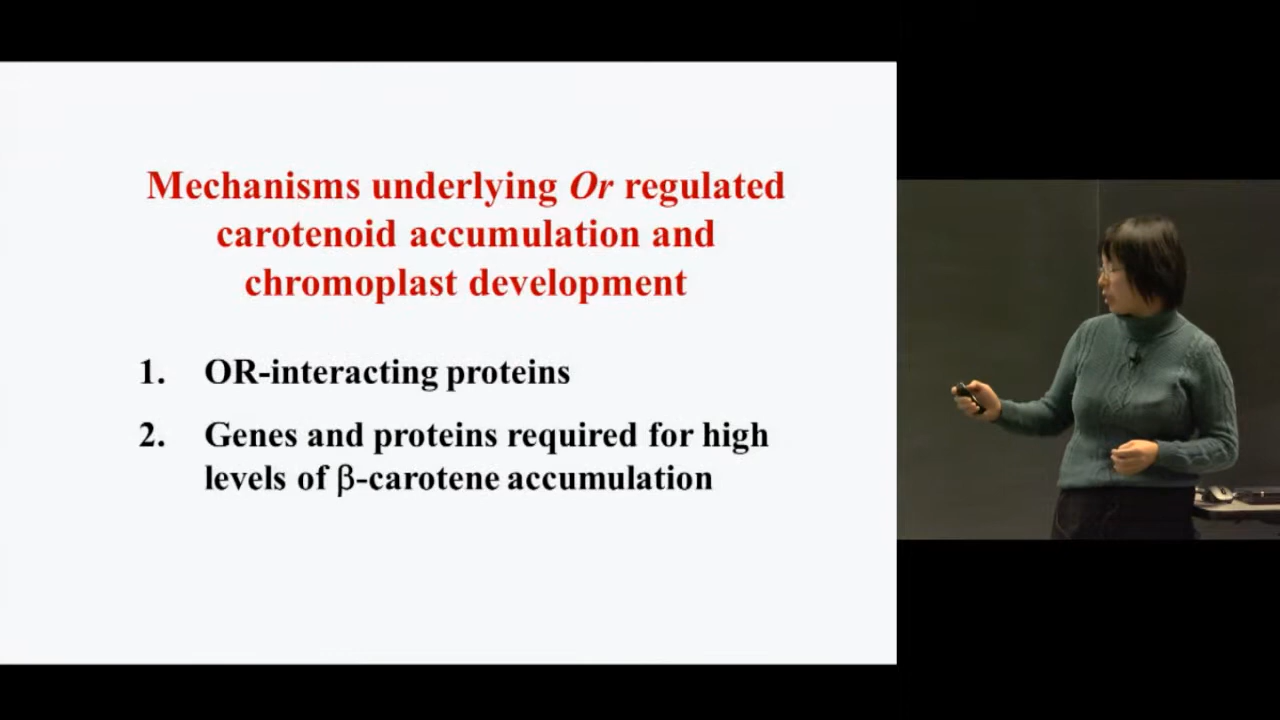 Mechanisms underlying Or regulated
carotenoid accumulation and
chromoplast development
1. OR-interacting proteins
2. Genes and proteins required for high
levels of β-carotene accumulation